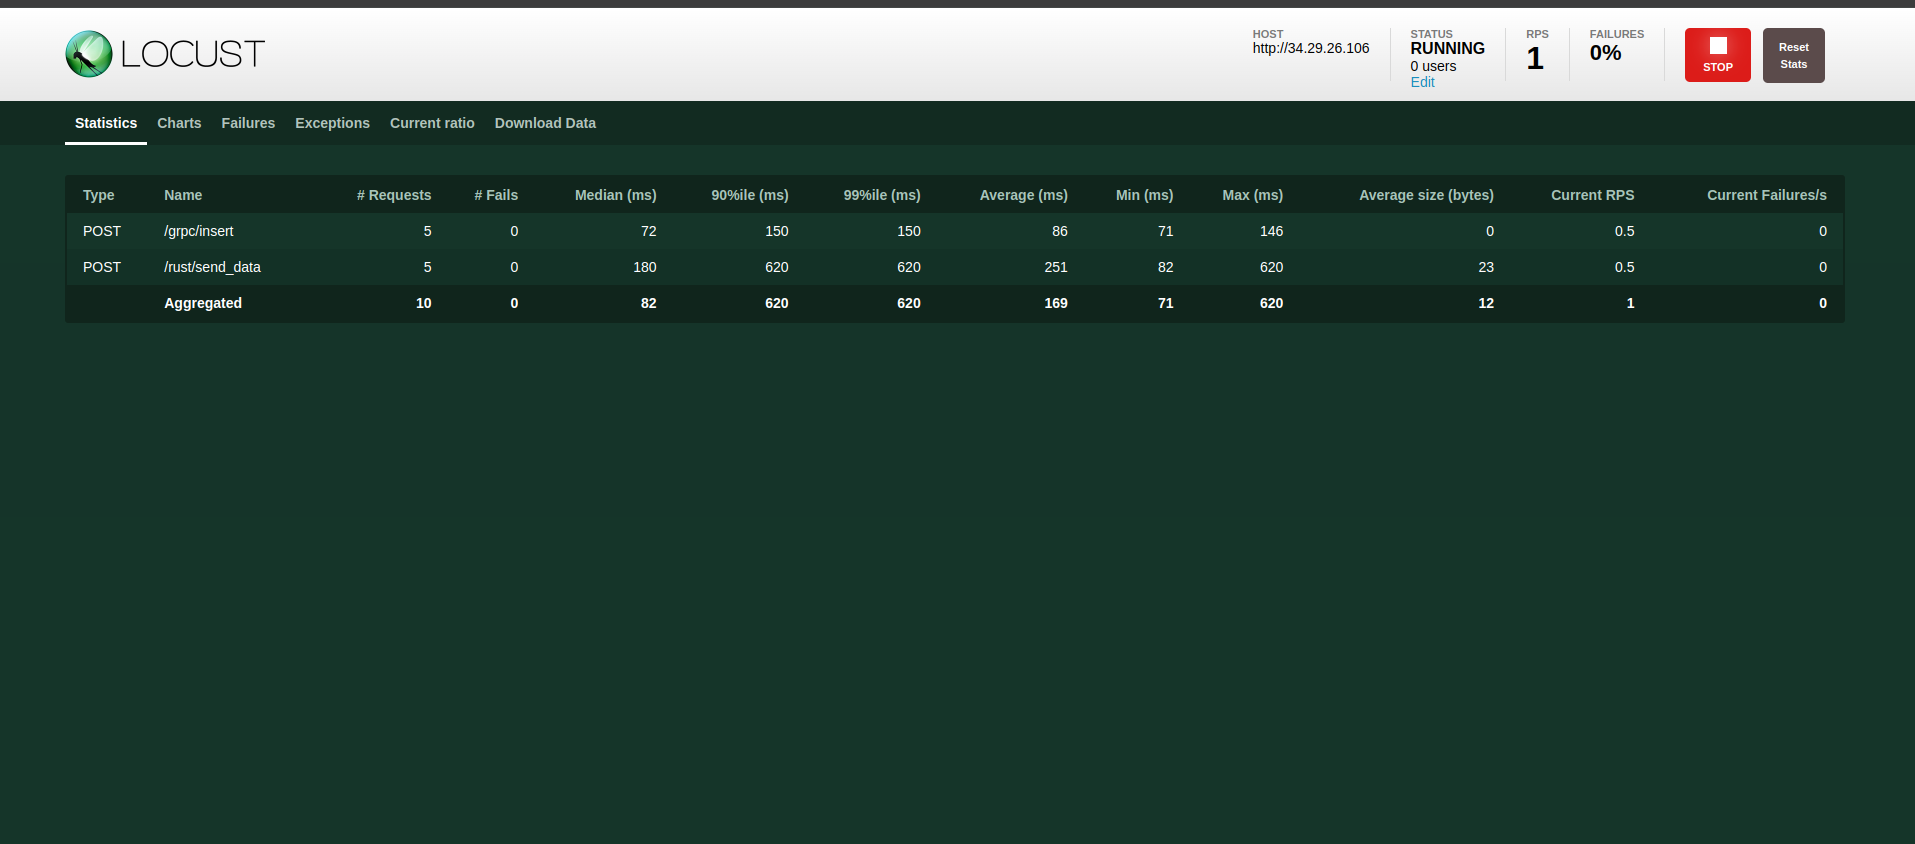 LOCUST
HOST
http://34.29.26.106
STATUS
RUNNING
0 users
Edit
RPS
1
FAILURES
0%
STOP
Reset
Stats
Statistics Charts Failures Exceptions Current ratio Download Data
Type Name # Requests # Fails Median (ms) 90%ile (ms) 99%ile (ms) Average (ms) Min (ms) Max (ms) Average size (bytes) Current RPS Current Failures/s
POST /grpc/insert 5 0 72 150 150 86 71 146 0 0.5 0
POST /rust/send_data 5 0 180 620 620 251 82 620 23 0.5 0
Aggregated 10 0 82 620 620 169 71 620 12 1 0